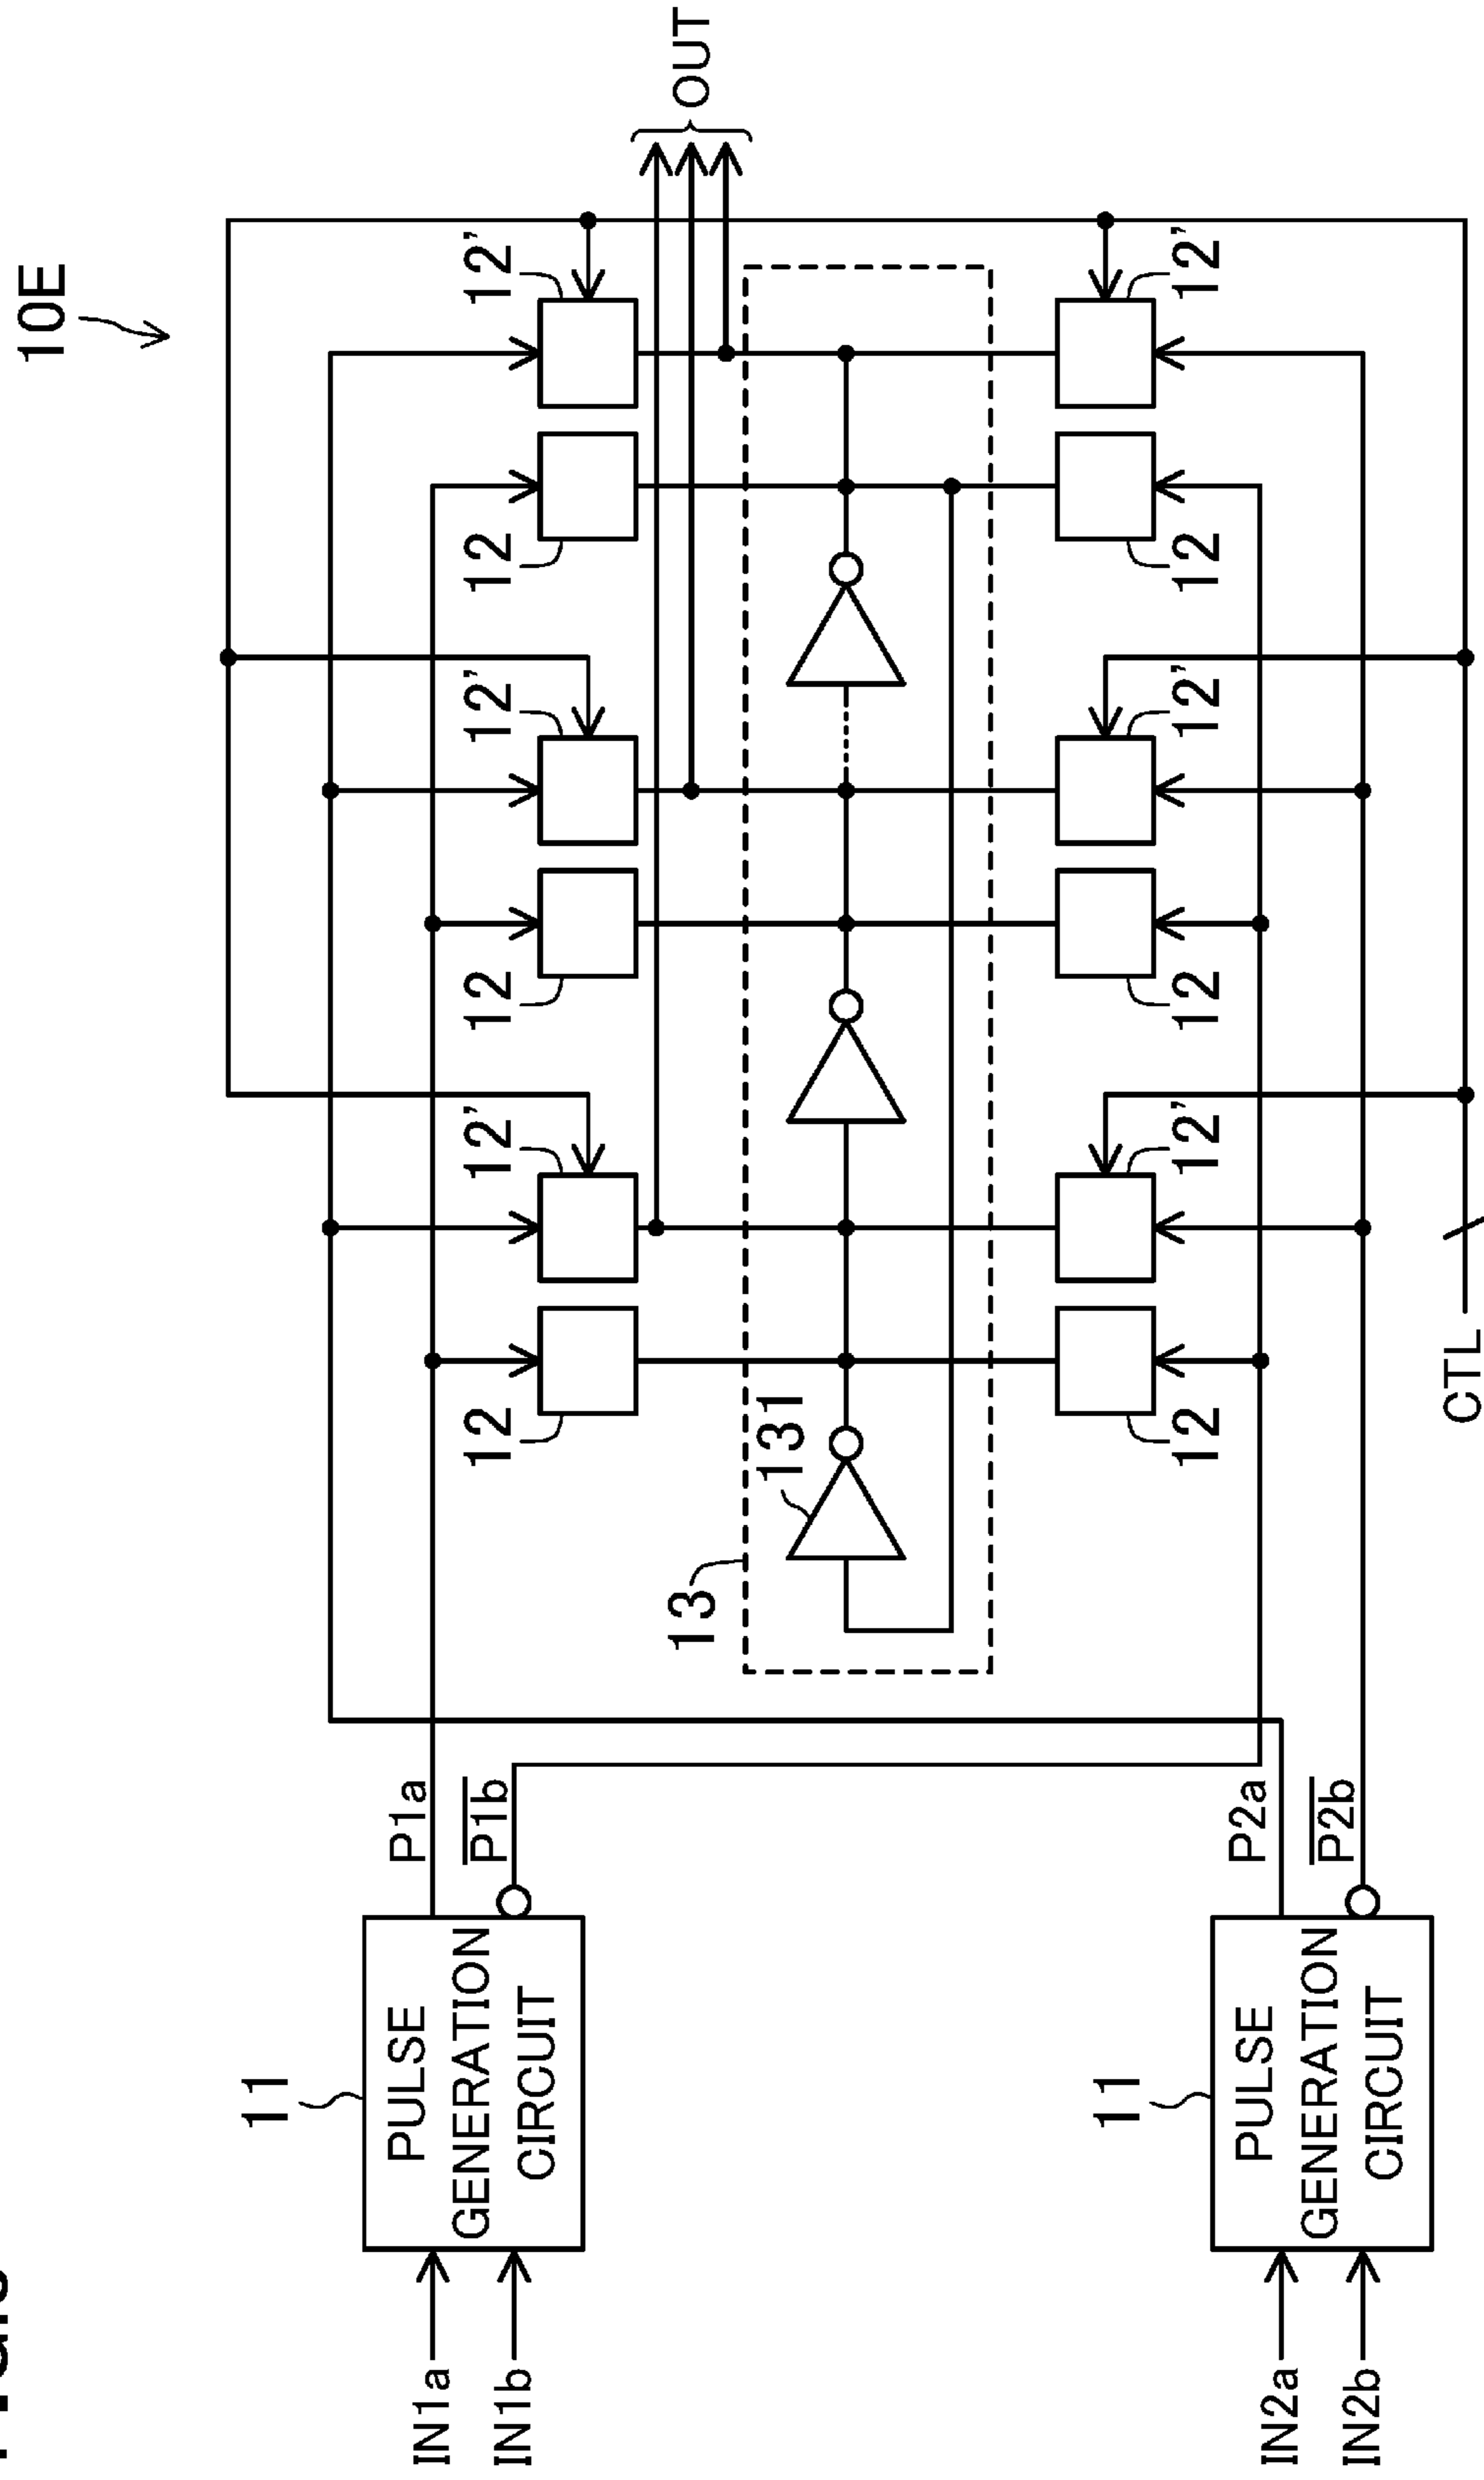 10E
OUT
12'
12'
12'
12
12
12
13
131
12'
12'
12'
12
12
12
CTL
P1a
P1b
P2a
P2b
11
PULSE
GENERATION
CIRCUIT
11
PULSE
GENERATION
CIRCUIT
IN1a
IN1b
IN2a
IN2b